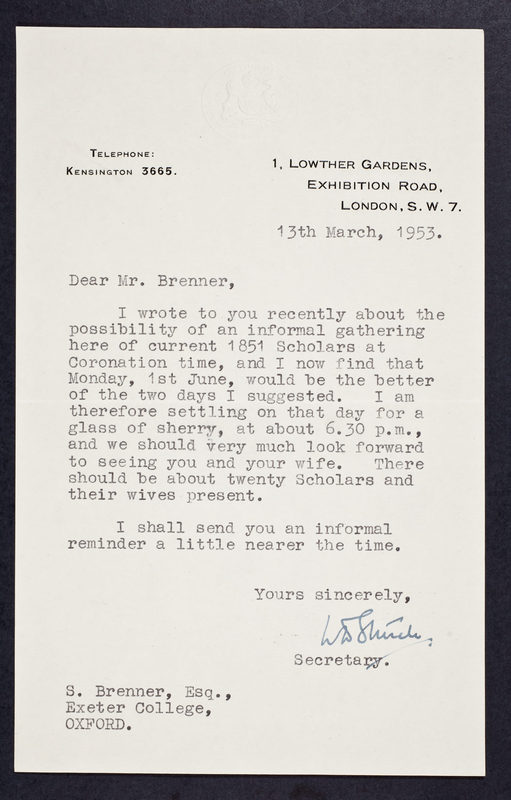 TELEPHONE:
KENSINGTON 3665.
1, LOWTHER GARDENS,
EXHIBITION ROAD,
LONDON, S. W. 7.
13th March, 1953.
Dear Mr. Brenner,
I wrote to you recently about the
possibility of an informal gathering
here of current 1851 Scholars at
Coronation time, and I now find that
Monday, 1st June, would be the better
of the two days I suggested. I am
therefore settling on that day for a
glass of sherry, at about 6.30 p.m.,
and we should very much look forward
to seeing you and your wife. There
should be about twenty Scholars and
their wives present.
I shall send you an informal
reminder a little nearer the time.
Yours sincerely,
Secretary.
S. Brenner, Esq.,
Exeter College,
OXFORD.